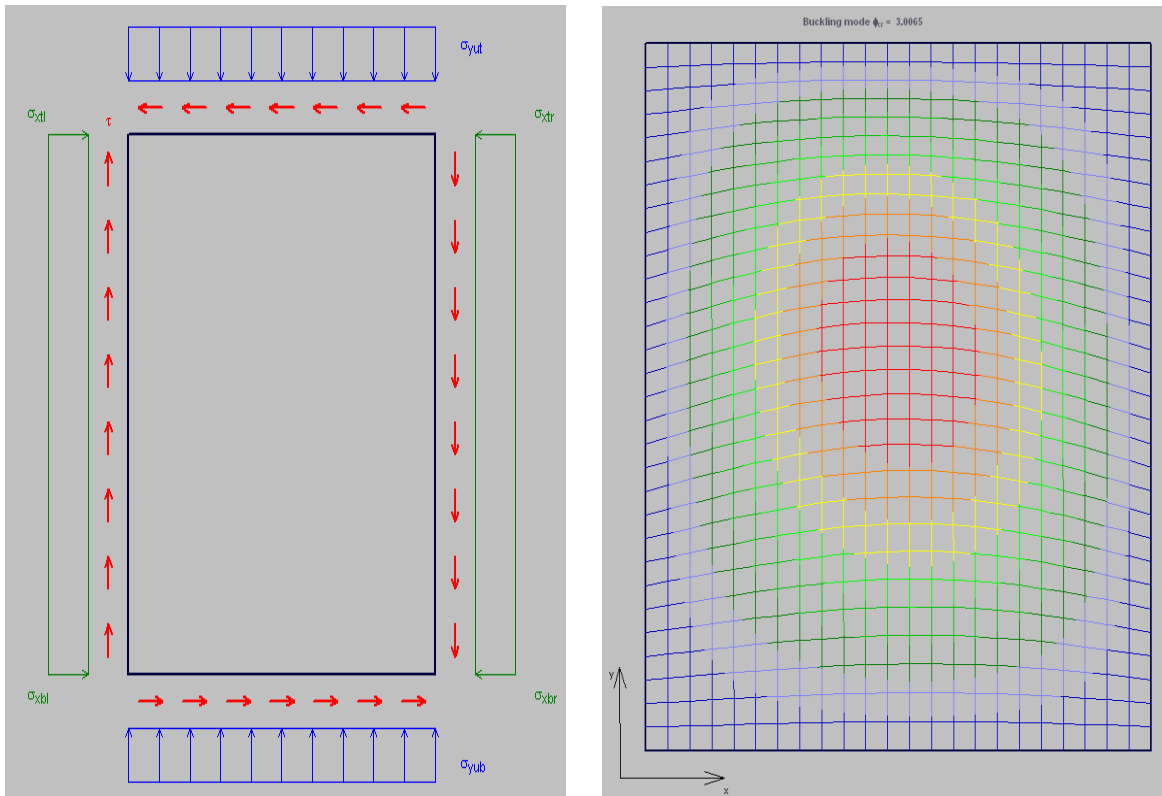 σyut
σxtl
τ
σxtr
σxbl
σxbr
σyub
Buckling mode ϕcr = 3.0065
y
x